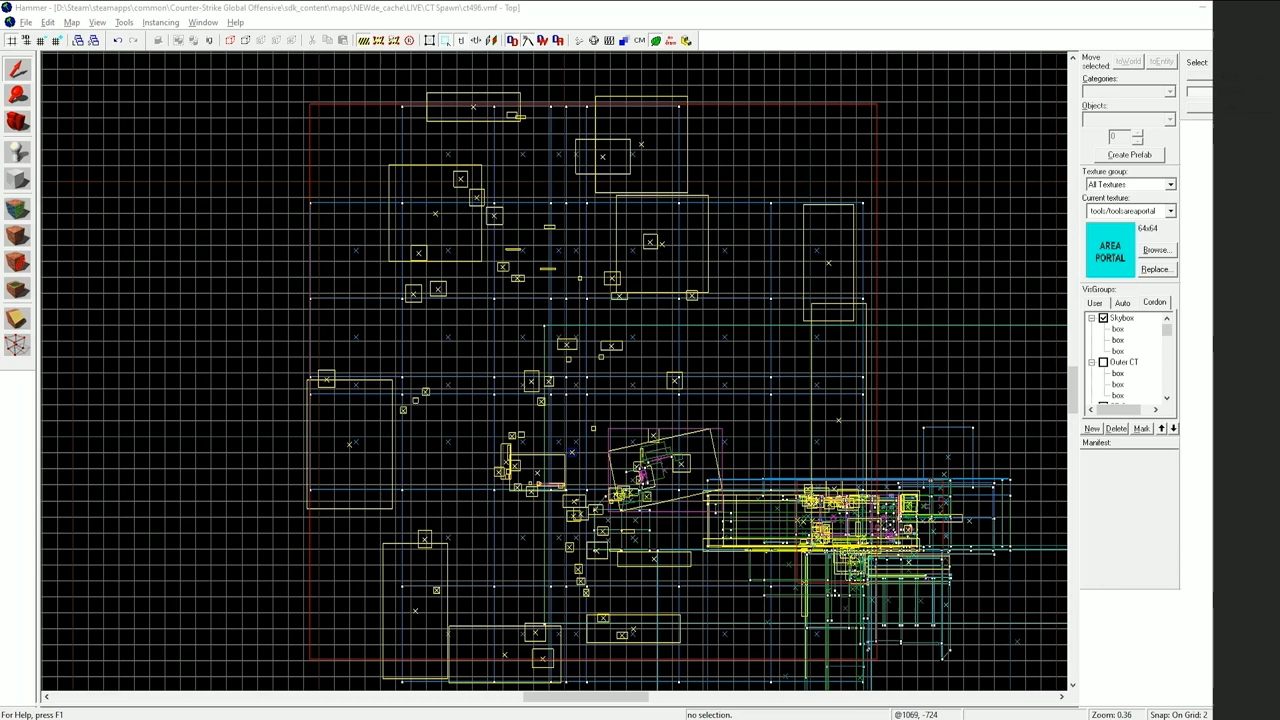 Hammer - [D:\Steam\steamapps\common\Counter-Strike Global Offensive\sdk_content\maps\NEWde_cache\LIVE\CT Spawn\ct496.vmf - Top]
File Edit Map View Tools Instancing Window Help
Move selected: toWorld toEntity Select:
Categories:
Objects:
0
Create Prefab
Texture group:
All Textures
Current texture:
tools/toolsareaportal
64x64
AREA PORTAL
Browse...
Replace...
VisGroups:
User Auto Cordon
Skybox
box
box
box
Outer CT
box
box
box
New Delete Mark
Manifest:
For Help, press F1 no selection. @1069, -724 Zoom: 0.36 Snap: On Grid: 2